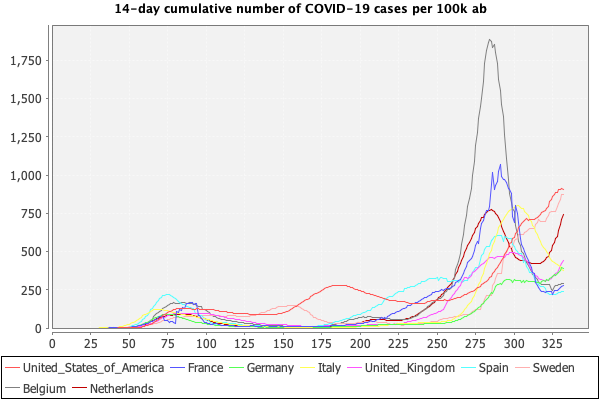 14-day cumulative number of COVID-19 cases per 100k ab
1,750
1,500
1,250
1,000
750
500
250
0
0 25 50 75 100 125 150 175 200 225 250 275 300 325
United_States_of_America France Germany Italy United_Kingdom Spain Sweden
Belgium Netherlands